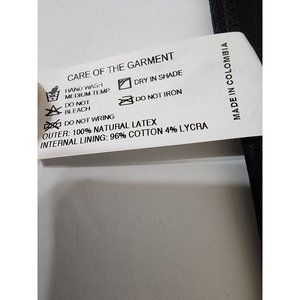 CARE OF THE GARMENT
HAND WASH
MEDIUM TEMP.
DRY IN SHADE
DO NOT
BLEACH
DO NOT IRON
DO NOT WRING
OUTER: 100% NATURAL LATEX
INTERNAL LINING: 96% COTTON 4% LYCRA
MADE IN COLOMBIA